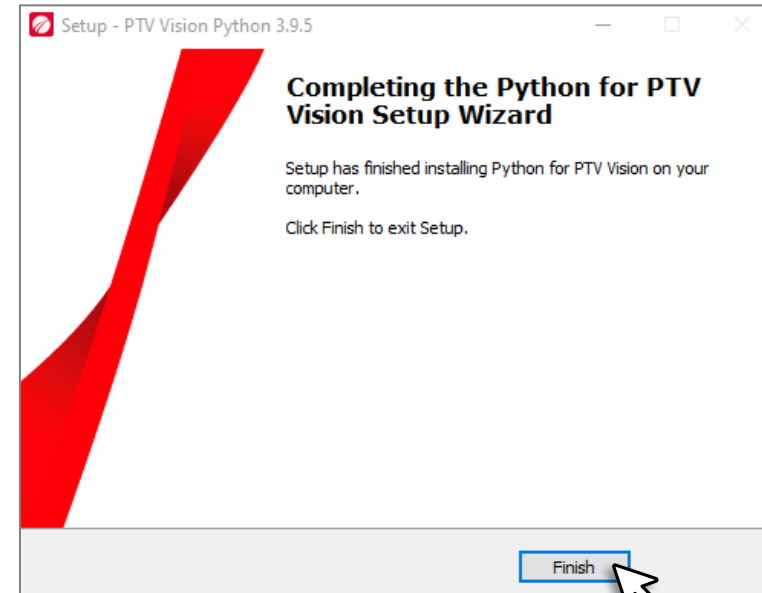 Setup - PTV Vision Python 3.9.5
Completing the Python for PTV
Vision Setup Wizard
Setup has finished installing Python for PTV Vision on your
computer.
Click Finish to exit Setup.
Finish